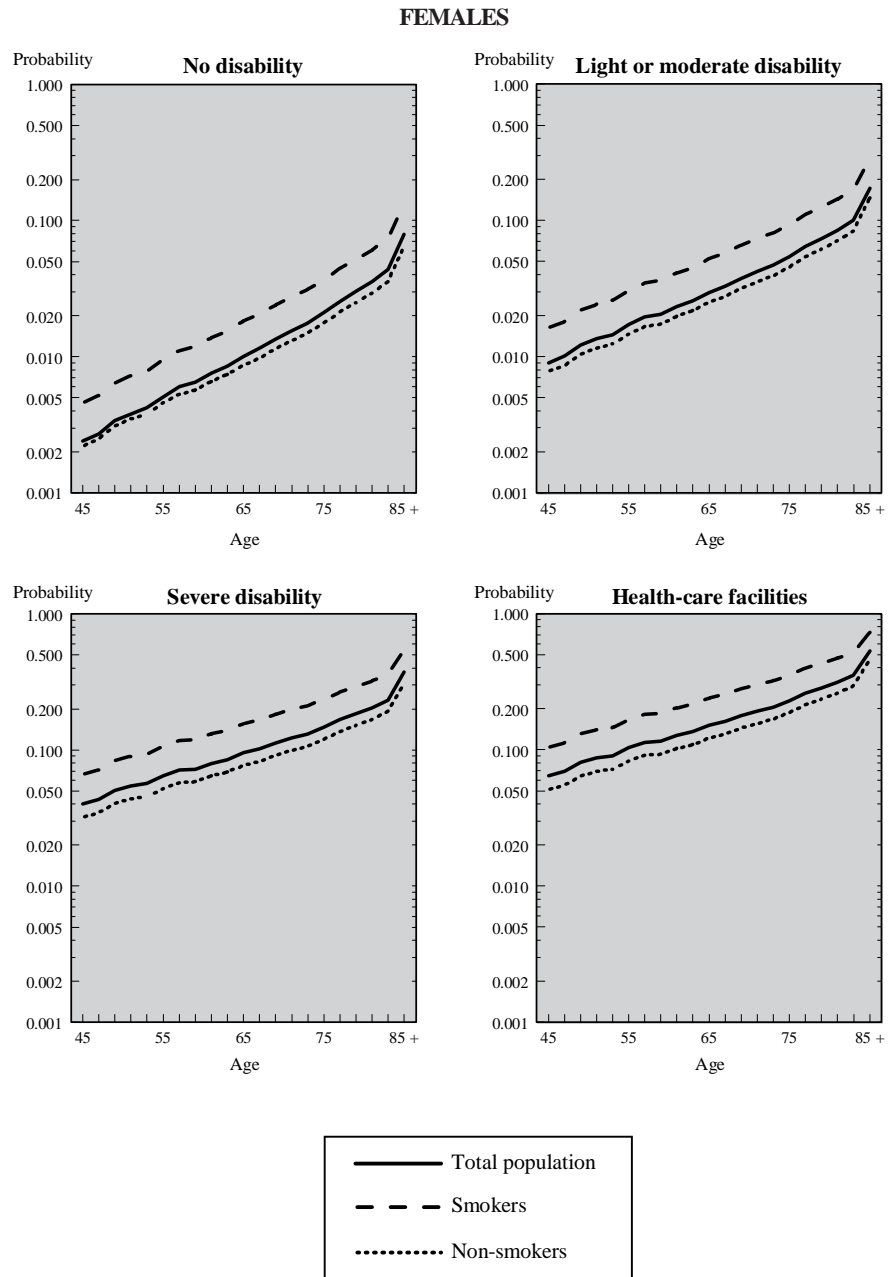 FEMALES
Probability
No disability
1.000
0.500
0.200
0.100
0.050
0.020
0.010
0.005
0.002
0.001
45 55 65 75 85 +
Age
Probability
Light or moderate disability
1.000
0.500
0.200
0.100
0.050
0.020
0.010
0.005
0.002
0.001
45 55 65 75 85 +
Age
Probability
Severe disability
1.000
0.500
0.200
0.100
0.050
0.020
0.010
0.005
0.002
0.001
45 55 65 75 85 +
Age
Probability
Health-care facilities
1.000
0.500
0.200
0.100
0.050
0.020
0.010
0.005
0.002
0.001
45 55 65 75 85 +
Age
Total population
Smokers
Non-smokers